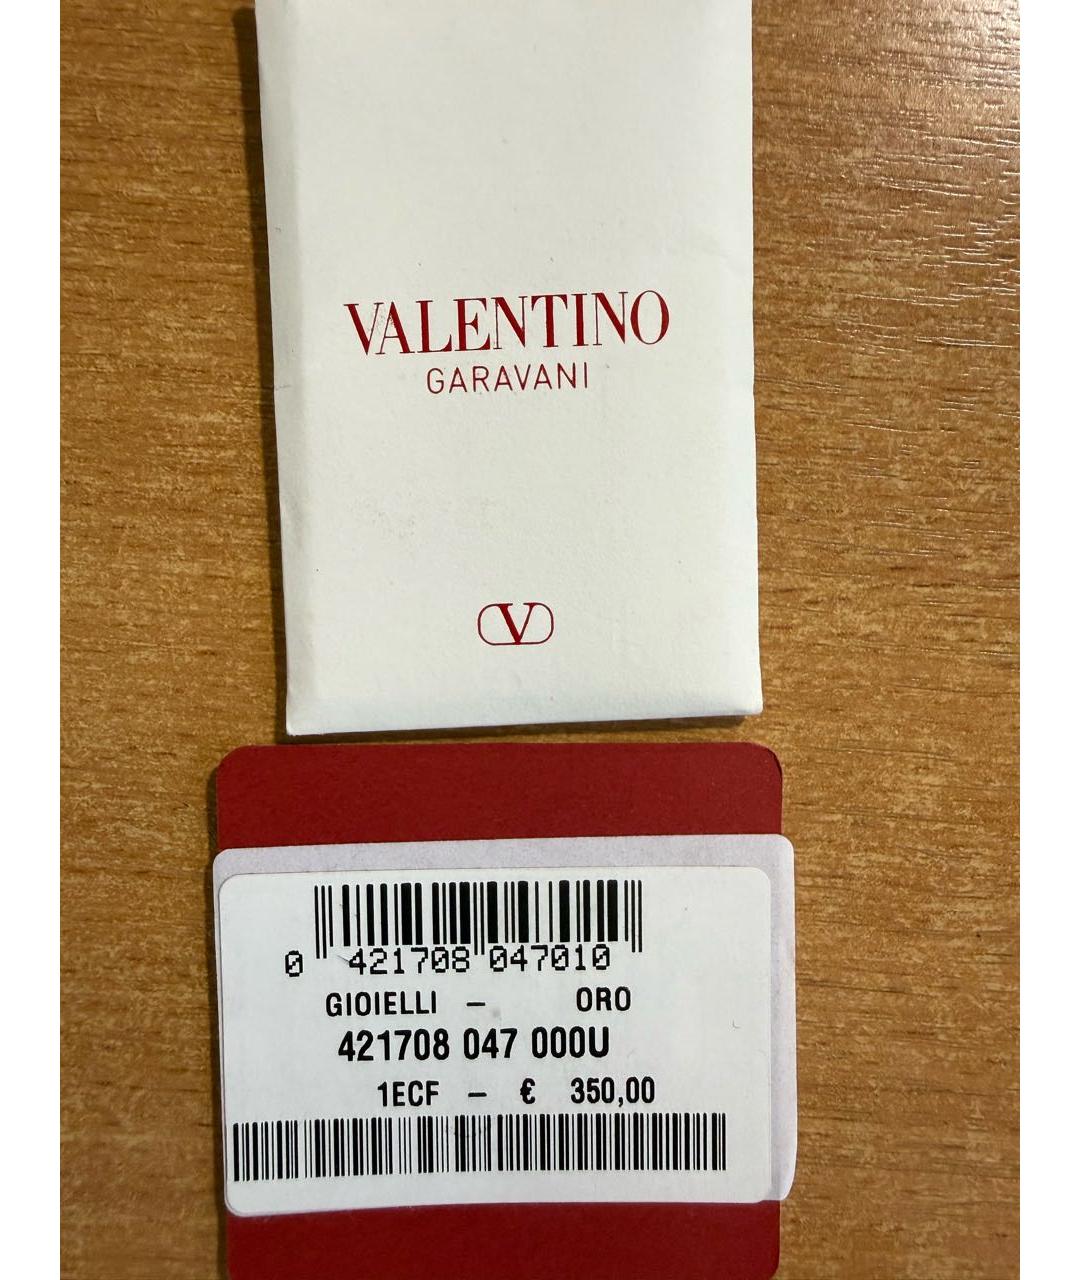 VALENTINO
GARAVANI
V
0 421708 047010
GIOIELLI - ORO
421708 047 000U
1ECF - € 350,00